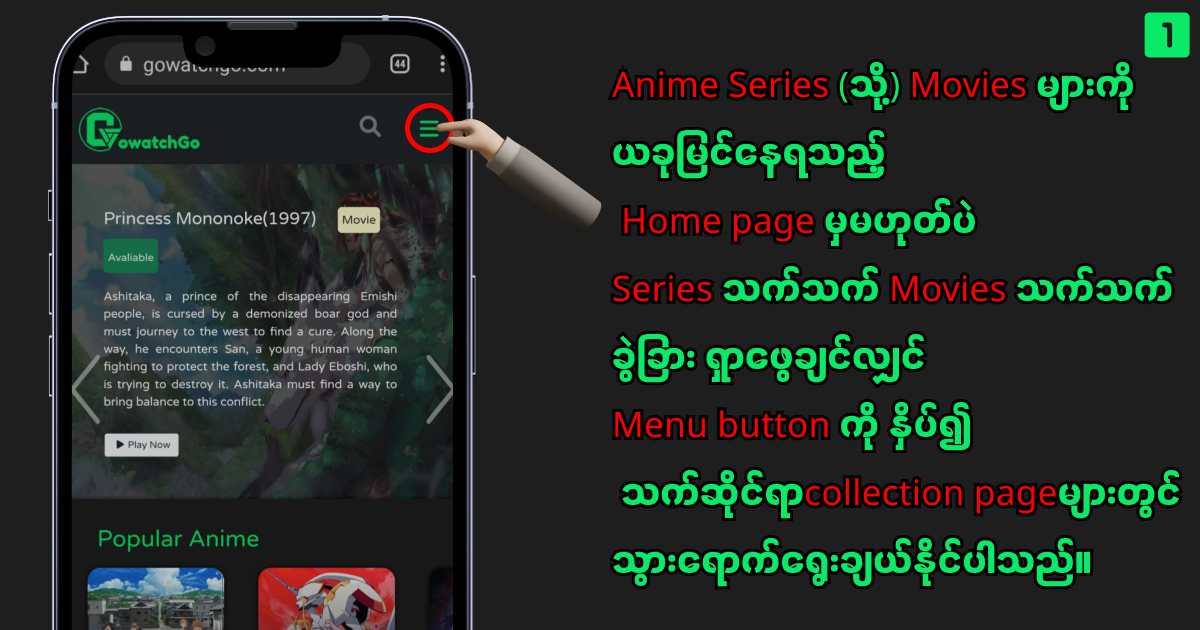 1
44
gowatchgo.com
GowatchGo
Princess Mononoke(1997)
Movie
Avaliable
Ashitaka, a prince of the disappearing Emishi
people, is cursed by a demonized boar god and
must journey to the west to find a cure. Along the
way, he encounters San, a young human woman
fighting to protect the forest, and Lady Eboshi, who
is trying to destroy it. Ashitaka must find a way to
bring balance to this conflict.
Play Now
Popular Anime
Anime Series (သို့) Movies များကို
ယခုမြင်နေရသည့်
Home page မှမဟုတ်ပဲ
Series သက်သက် Movies သက်သက်
ခွဲခြား ရှာဖွေချင်လျှင်
Menu button ကို နှိပ်၍
သက်ဆိုင်ရာcollection pageများတွင်
သွားရောက်ရွေးချယ်နိုင်ပါသည်။